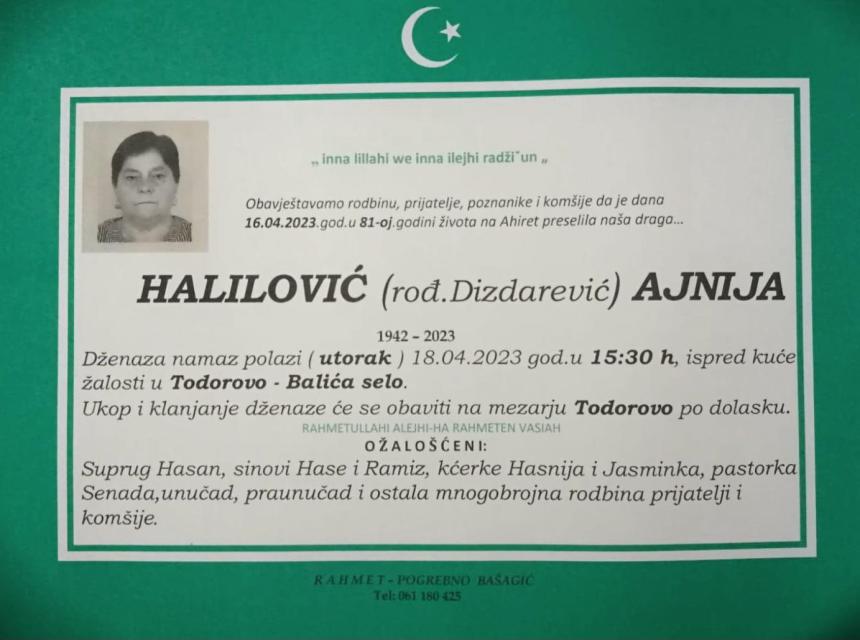 „ inna lillahi we inna ilejhi radži˝un „
Obavještavamo rodbinu, prijatelje, poznanike i komšije da je dana
16.04.2023.god.u 81-oj.godini života na Ahiret preselila naša draga...
HALILOVIĆ (rođ.Dizdarević) AJNIJA
1942 – 2023
Dženaza namaz polazi ( utorak ) 18.04.2023 god.u 15:30 h, ispred kuće
žalosti u Todorovo - Balića selo.
Ukop i klanjanje dženaze će se obaviti na mezarju Todorovo po dolasku.
RAHMETULLAHI ALEJHI-HA RAHMETEN VASIAH
OŽALOŠĆENI:
Suprug Hasan, sinovi Hase i Ramiz, kćerke Hasnija i Jasminka, pastorka
Senada,unučad, praunučad i ostala mnogobrojna rodbina prijatelji i
komšije.
RAHMET- POGREBNO BAŠAGIĆ
Tel: 061 180 425